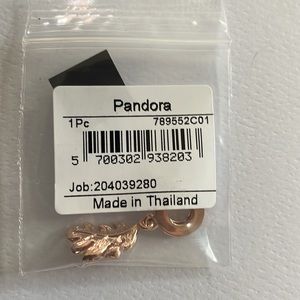 Pandora
1Pc 789552C01
5 700302 938203
Job:204039280
Made in Thailand